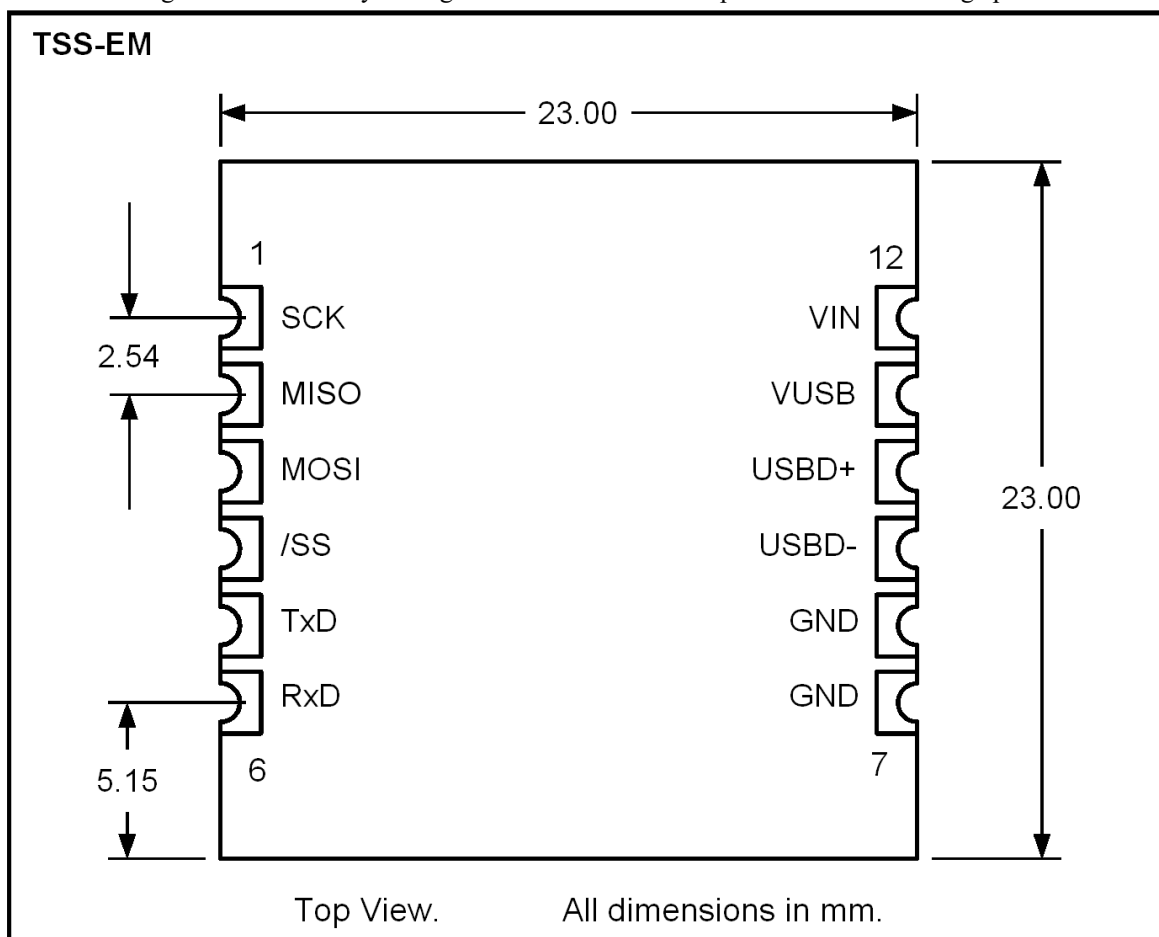 TSS-EM
23.00
1 12
SCK VIN
2.54
MISO VUSB
MOSI USBD+
23.00
/SS USBD-
TxD GND
RxD GND
6 7
5.15
Top View. All dimensions in mm.